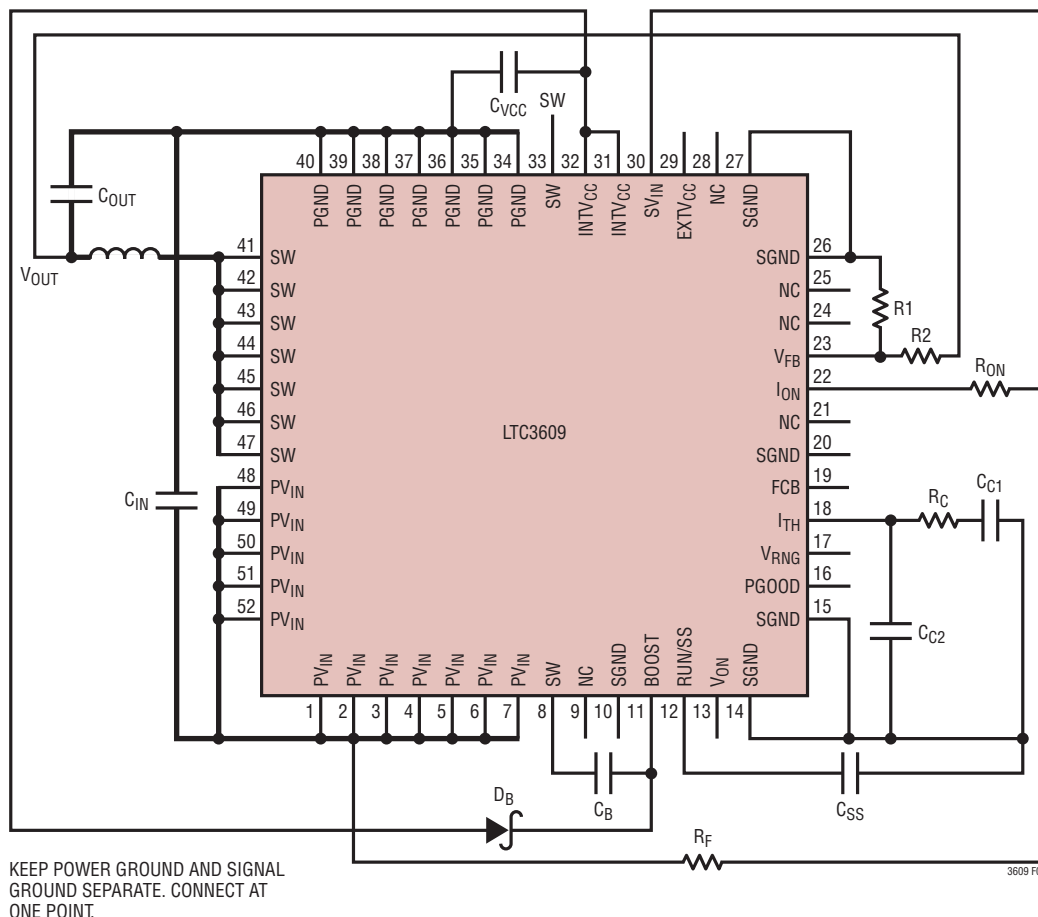 CVCC
SW
40 39 38 37 36 35 34 33 32 31 30 29 28 27
PGND PGND PGND PGND PGND PGND PGND SW INTVCC INTVCC SVIN EXTVCC NC SGND
COUT
VOUT
41 SW
42 SW
43 SW
44 SW
45 SW
46 SW
47 SW
48 PVIN
49 PVIN
50 PVIN
51 PVIN
52 PVIN
CIN
LTC3609
SGND 26
NC 25
NC 24
VFB 23
ION 22
NC 21
SGND 20
FCB 19
ITH 18
VRNG 17
PGOOD 16
SGND 15
R1
R2
RON
RC
CC1
CC2
PVIN PVIN PVIN PVIN PVIN PVIN PVIN SW NC SGND BOOST RUN/SS VON SGND
1 2 3 4 5 6 7 8 9 10 11 12 13 14
DB
CB
CSS
RF
KEEP POWER GROUND AND SIGNAL
GROUND SEPARATE. CONNECT AT
ONE POINT.
3609